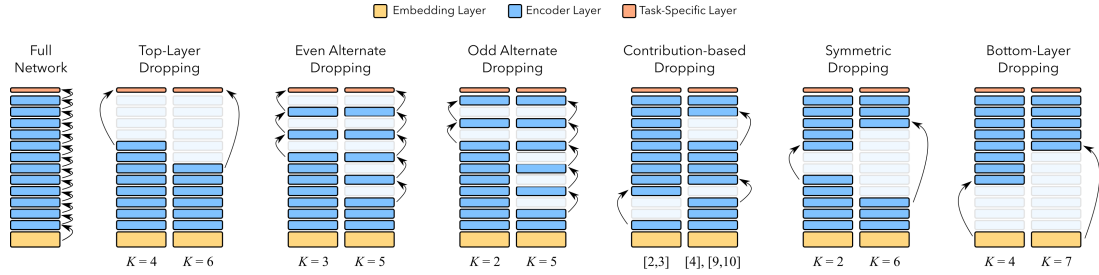 Embedding Layer Encoder Layer Task-Specific Layer
Full
Network
Top-Layer
Dropping
Even Alternate
Dropping
Odd Alternate
Dropping
Contribution-based
Dropping
Symmetric
Dropping
Bottom-Layer
Dropping
K = 4 K = 6 K = 3 K = 5 K = 2 K = 5 [2,3] [4], [9,10] K = 2 K = 6 K = 4 K = 7